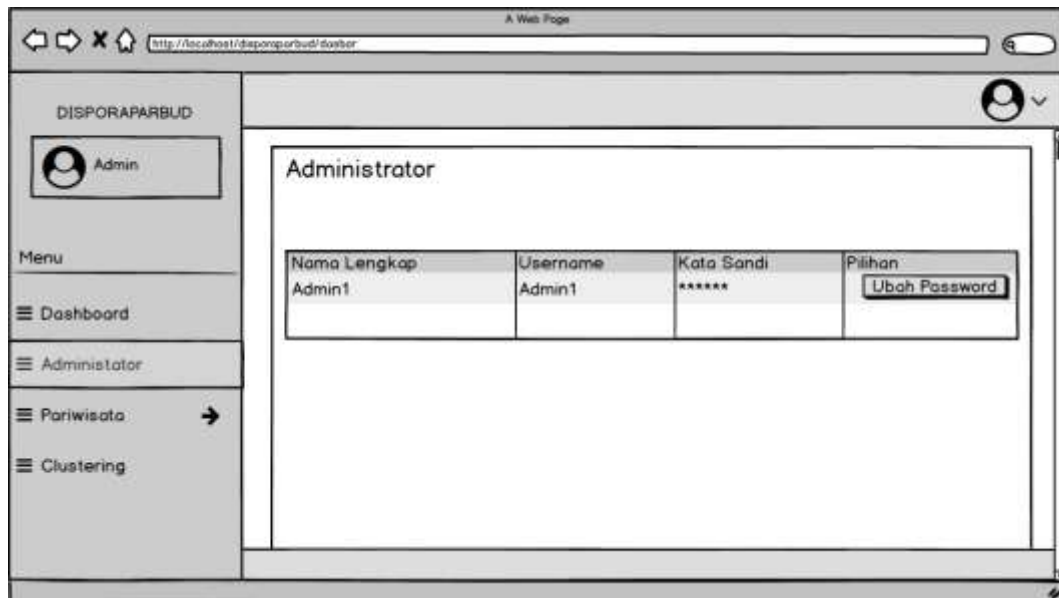 A Web Page
http://localhost/disporaparbud/dasbor
DISPORAPARBUD
Admin
Menu
Dashboard
Administator
Pariwisata
Clustering
Administrator
Nama Lengkap Username Kata Sandi Pilihan
Admin1 Admin1 ****** Ubah Password